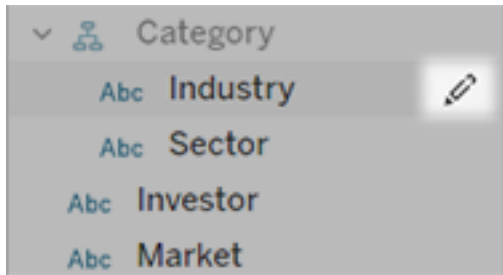 Category
Abc Industry
Abc Sector
Abc Investor
Abc Market